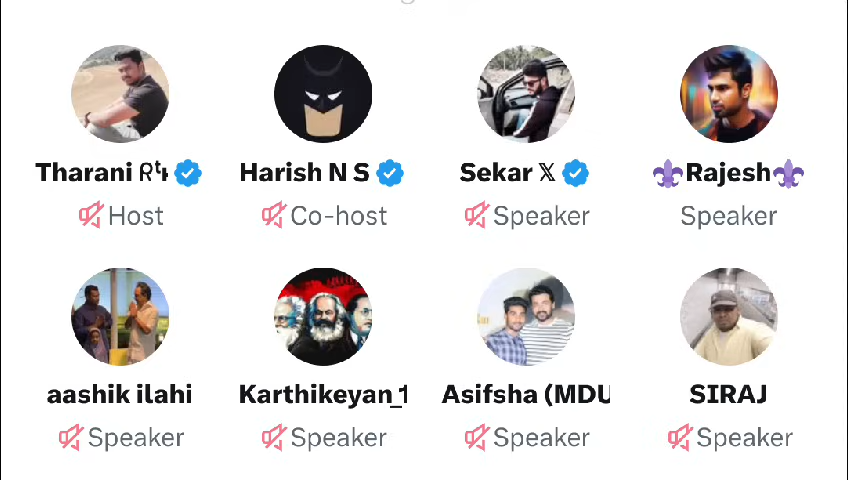 Tharani
Harish N S
Sekar 𝕏
⚜Rajesh⚜
Host
Co-host
Speaker
Speaker
aashik ilahi
Karthikeyan_1
Asifsha (MDU
SIRAJ
Speaker
Speaker
Speaker
Speaker